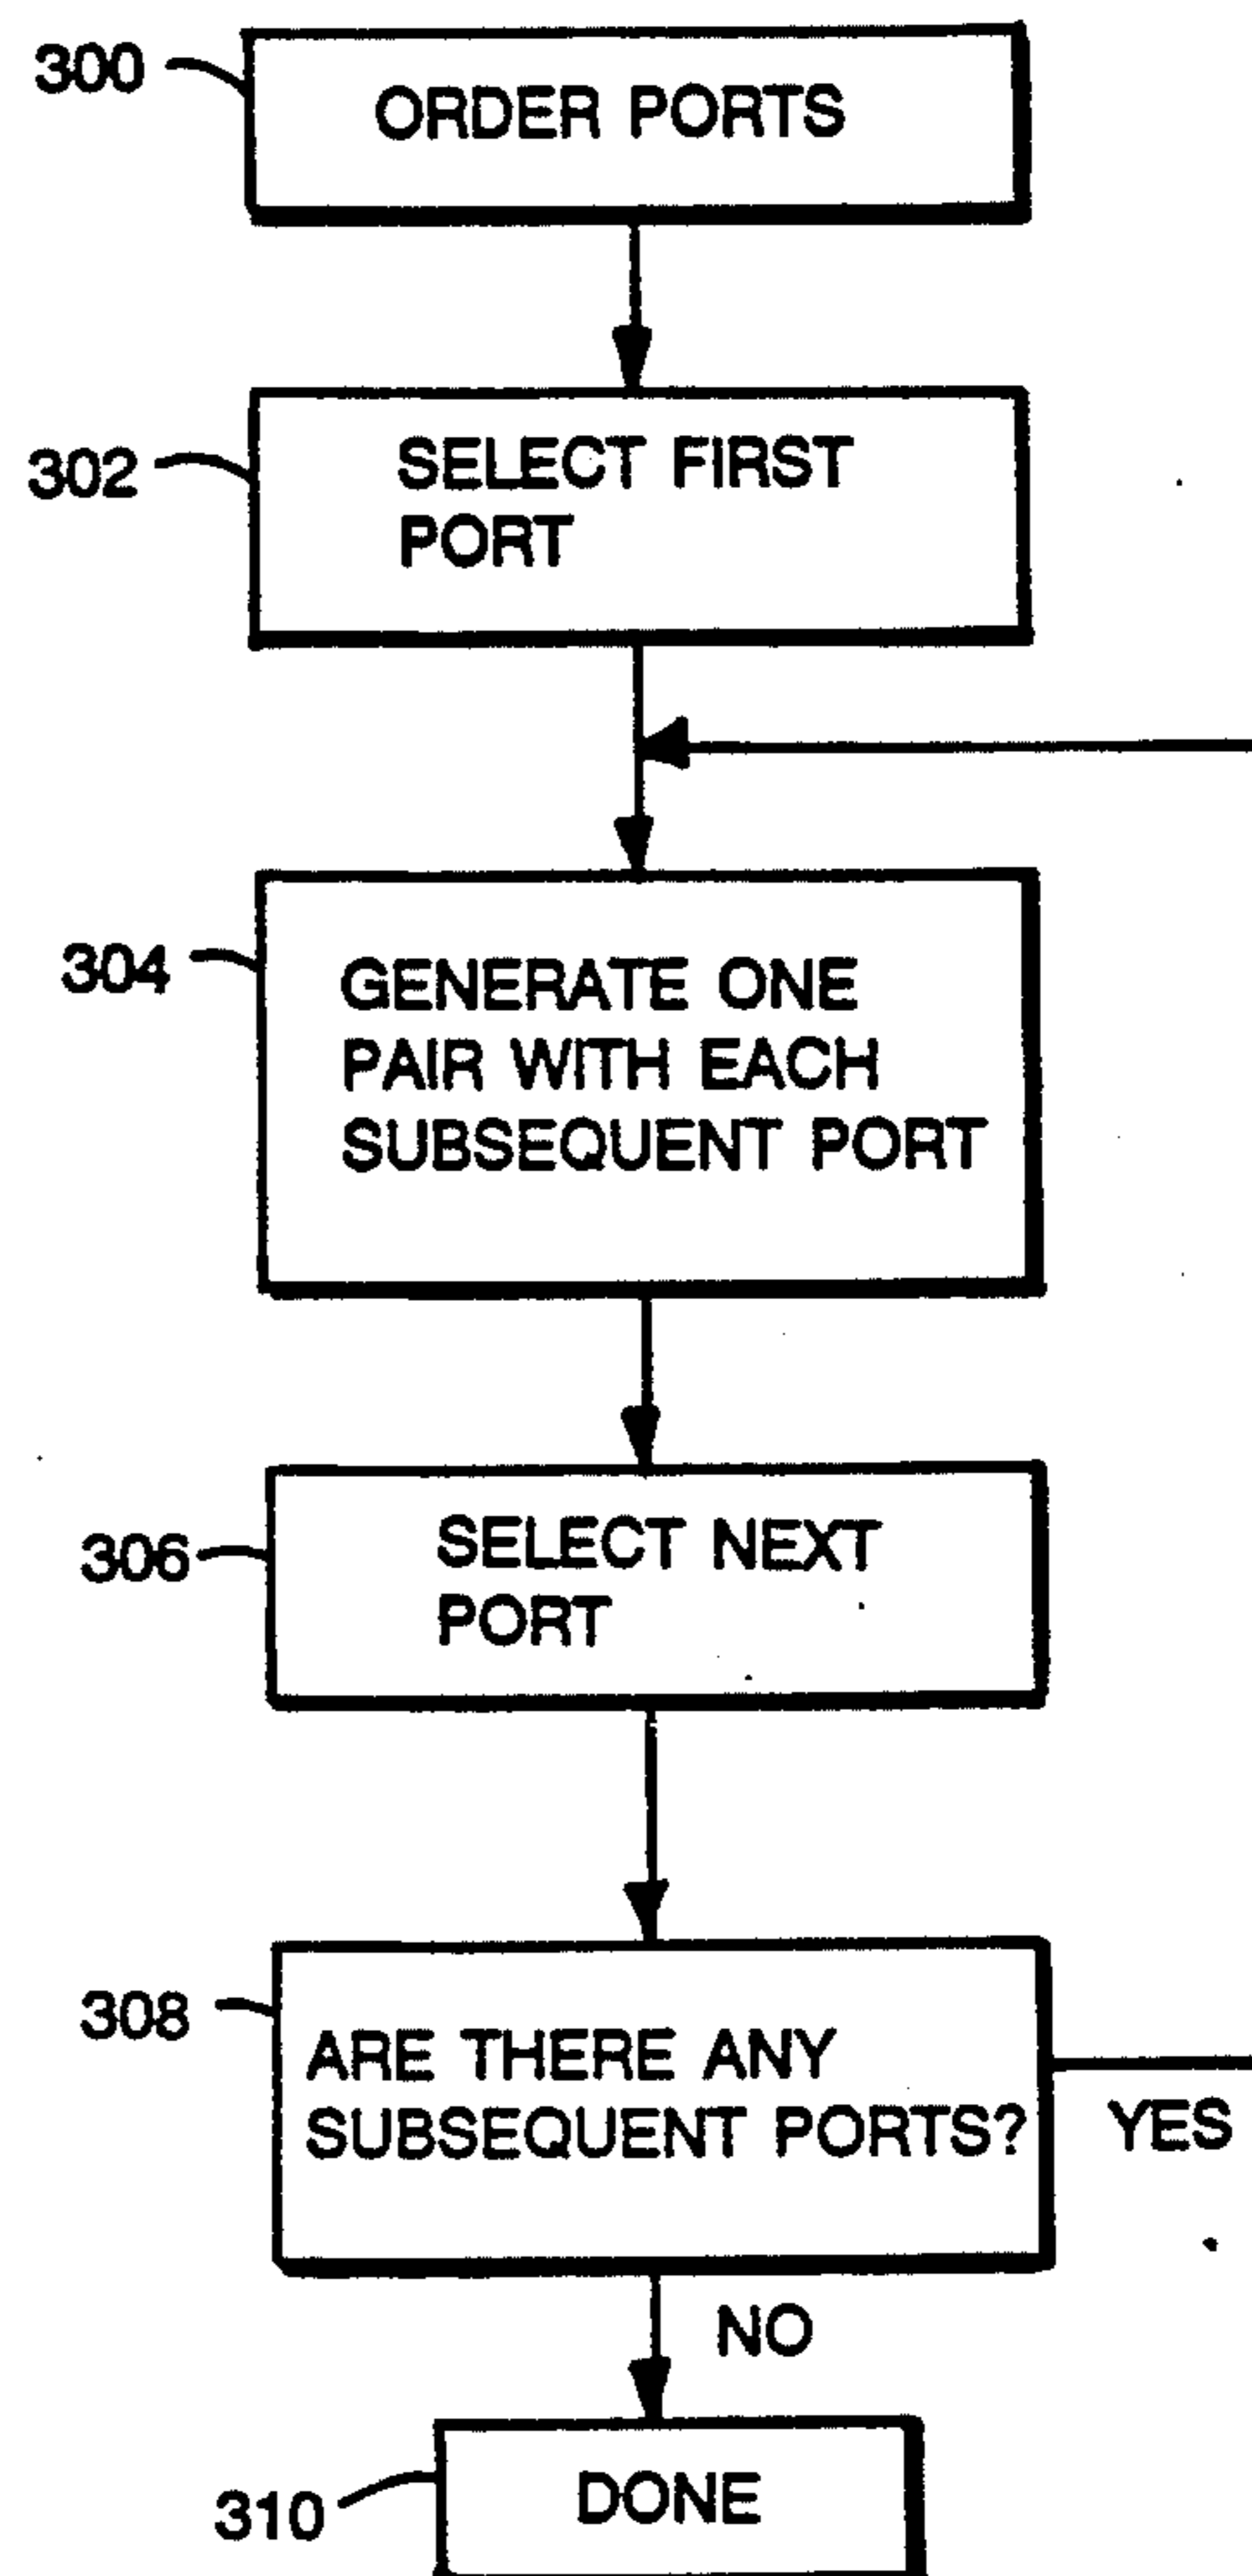 300
ORDER PORTS
302
SELECT FIRST
PORT
304
GENERATE ONE
PAIR WITH EACH
SUBSEQUENT PORT
306
SELECT NEXT
PORT
308
ARE THERE ANY
SUBSEQUENT PORTS?
YES
NO
310
DONE